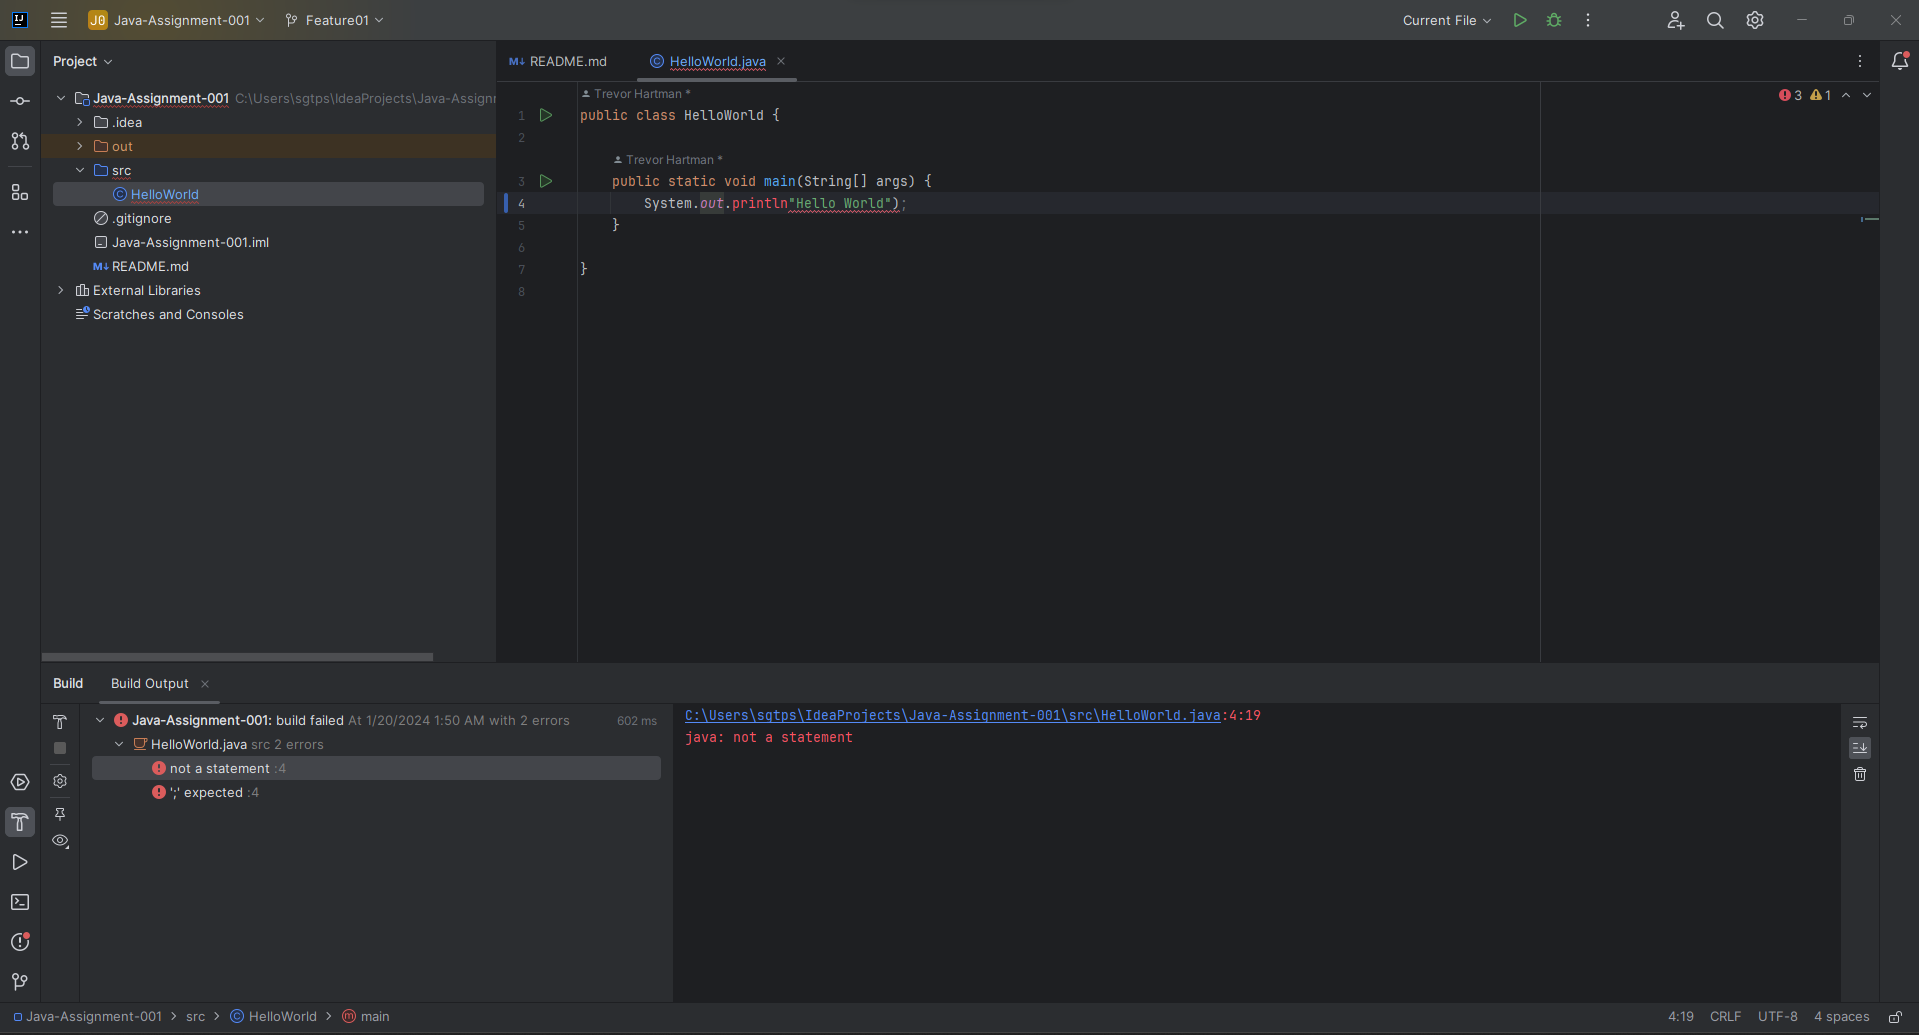 Java-Assignment-001 Feature01 Current File
Project
README.md HelloWorld.java
Java-Assignment-001 C:\Users\sgtps\IdeaProjects\Java-Assignm
.idea
out
src
HelloWorld
.gitignore
Java-Assignment-001.iml
README.md
External Libraries
Scratches and Consoles
3 1
Trevor Hartman *
1 public class HelloWorld {
2
Trevor Hartman *
3 public static void main(String[] args) {
4 System.out.println"Hello World");
5 }
6
7 }
8
Build Build Output
Java-Assignment-001: build failed At 1/20/2024 1:50 AM with 2 errors 602 ms
HelloWorld.java src 2 errors
not a statement :4
';' expected :4
C:\Users\sgtps\IdeaProjects\Java-Assignment-001\src\HelloWorld.java:4:19
java: not a statement
Java-Assignment-001 > src > HelloWorld > main
4:19 CRLF UTF-8 4 spaces